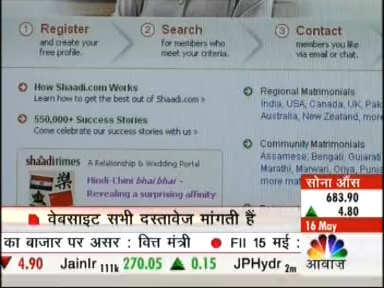 1 Register
and create your
free profile.
2 Search
for members who
meet your criteria.
3 Contact
members you like
via email or chat.
How Shaadi.com Works
Learn how to get the best out of Shaadi.com »
550,000+ Success Stories
Come celebrate our success stories with us »
Regional Matrimonials
India, USA, Canada, UK, Pak
Australia, New Zealand, more
Community Matrimonials
Assamese, Bengali, Gujarati
Marathi, Marwari, Oriya, Punj
more mat
shaaditimes A Relationship & Wedding Portal
Hindi-Chini bhai bhai -
Revealing a surprising affinity
सोना औंस
683.90
▲ 4.80
16 May
वेबसाइट सभी दस्तावेज मांगती हैं
का बाजार पर असर : वित्त मंत्री FII 15 मई :
आवाज़
▼ 4.90 JainIr 111k 270.05 ▲ 0.15 JPHydr 2m